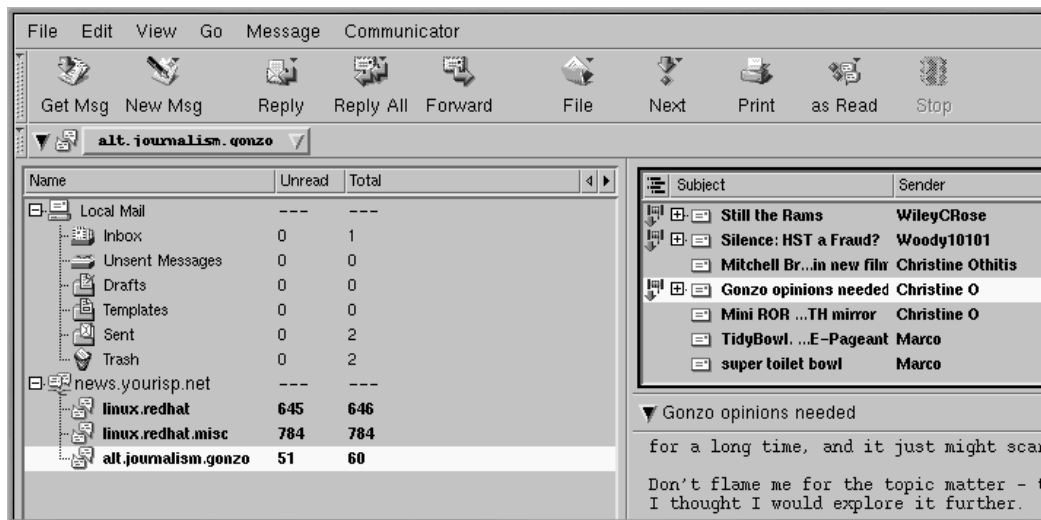 File Edit View Go Message Communicator
Get Msg New Msg Reply Reply All Forward File Next Print as Read Stop
alt.journalism.gonzo
Name Unread Total
Local Mail --- ---
Inbox 0 1
Unsent Messages 0 0
Drafts 0 0
Templates 0 0
Sent 0 2
Trash 0 2
news.yourisp.net --- ---
linux.redhat 645 646
linux.redhat.misc 784 784
alt.journalism.gonzo 51 60
Subject Sender
Still the Rams WileyCRose
Silence: HST a Fraud? Woody10101
Mitchell Br...in new film Christine Othitis
Gonzo opinions needed Christine O
Mini ROR ...TH mirror Christine O
TidyBowl. ...E-Pageant Marco
super toilet bowl Marco
Gonzo opinions needed
for a long time, and it just might scar
Don't flame me for the topic matter -
I thought I would explore it further.